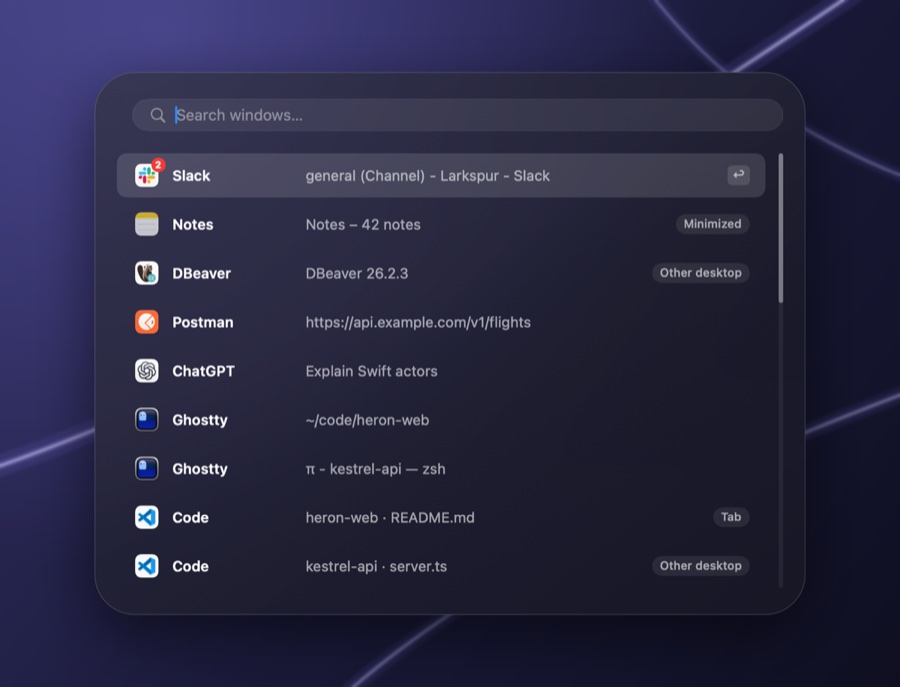 Search windows...
2
Slack general (Channel) - Larkspur - Slack ↩
Notes Notes – 42 notes Minimized
DBeaver DBeaver 26.2.3 Other desktop
Postman https://api.example.com/v1/flights
ChatGPT Explain Swift actors
Ghostty ~/code/heron-web
Ghostty π - kestrel-api — zsh
Code heron-web · README.md Tab
Code kestrel-api · server.ts Other desktop